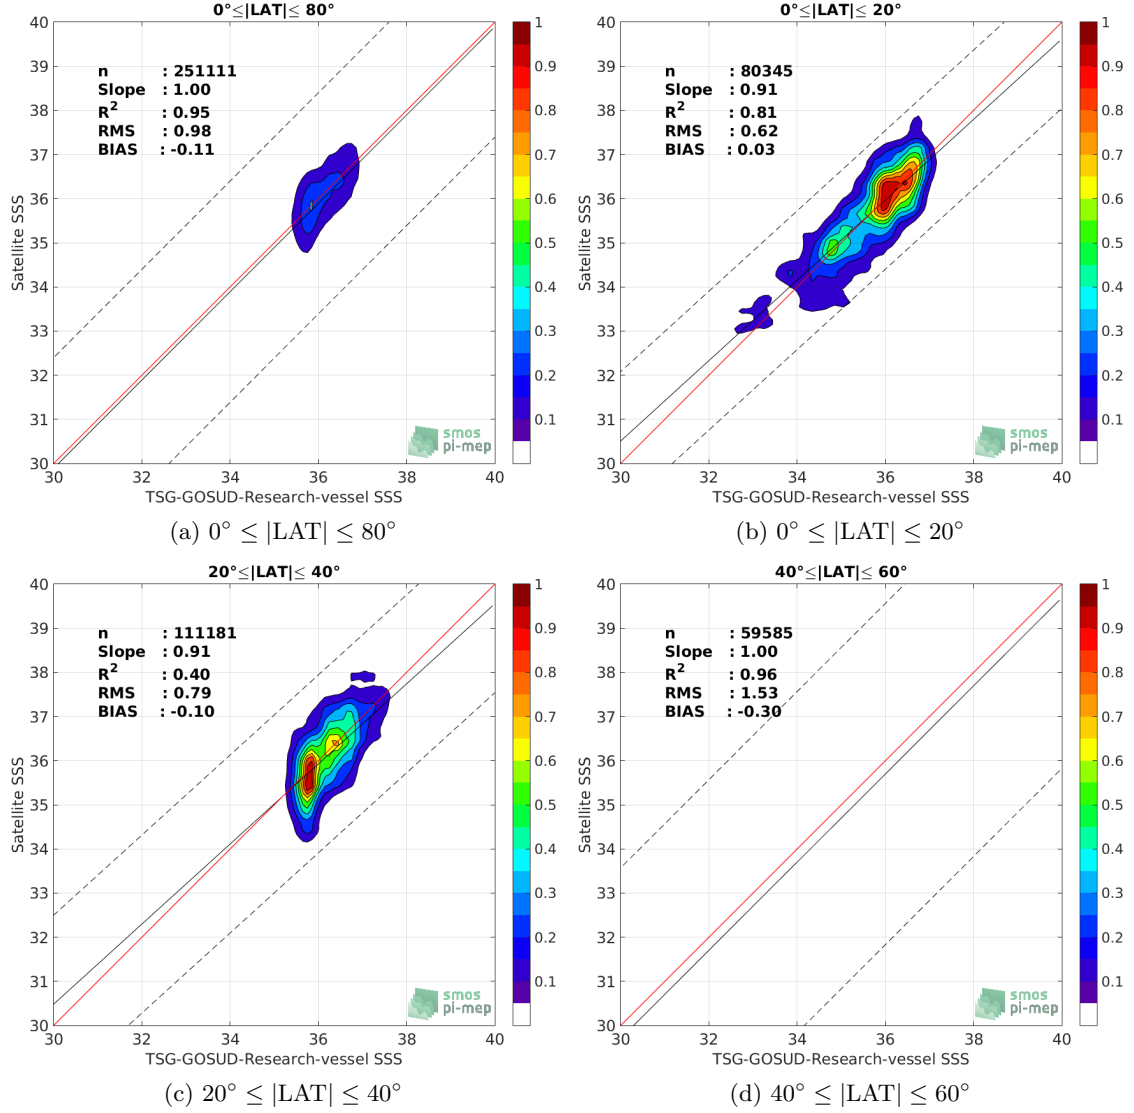 0°≤|LAT|≤ 80°
40
39
38
37
36
35
34
33
32
31
30
Satellite SSS
n : 251111
Slope : 1.00
R² : 0.95
RMS : 0.98
BIAS : -0.11
smos
pi-mep
30 32 34 36 38 40
TSG-GOSUD-Research-vessel SSS
1
0.9
0.8
0.7
0.6
0.5
0.4
0.3
0.2
0.1
(a) 0° ≤ |LAT| ≤ 80°
0°≤|LAT|≤ 20°
40
39
38
37
36
35
34
33
32
31
30
Satellite SSS
n : 80345
Slope : 0.91
R² : 0.81
RMS : 0.62
BIAS : 0.03
smos
pi-mep
30 32 34 36 38 40
TSG-GOSUD-Research-vessel SSS
1
0.9
0.8
0.7
0.6
0.5
0.4
0.3
0.2
0.1
(b) 0° ≤ |LAT| ≤ 20°
20°≤|LAT|≤ 40°
40
39
38
37
36
35
34
33
32
31
30
Satellite SSS
n : 111181
Slope : 0.91
R² : 0.40
RMS : 0.79
BIAS : -0.10
smos
pi-mep
30 32 34 36 38 40
TSG-GOSUD-Research-vessel SSS
1
0.9
0.8
0.7
0.6
0.5
0.4
0.3
0.2
0.1
(c) 20° ≤ |LAT| ≤ 40°
40°≤|LAT|≤ 60°
40
39
38
37
36
35
34
33
32
31
30
Satellite SSS
n : 59585
Slope : 1.00
R² : 0.96
RMS : 1.53
BIAS : -0.30
smos
pi-mep
30 32 34 36 38 40
TSG-GOSUD-Research-vessel SSS
1
0.9
0.8
0.7
0.6
0.5
0.4
0.3
0.2
0.1
(d) 40° ≤ |LAT| ≤ 60°